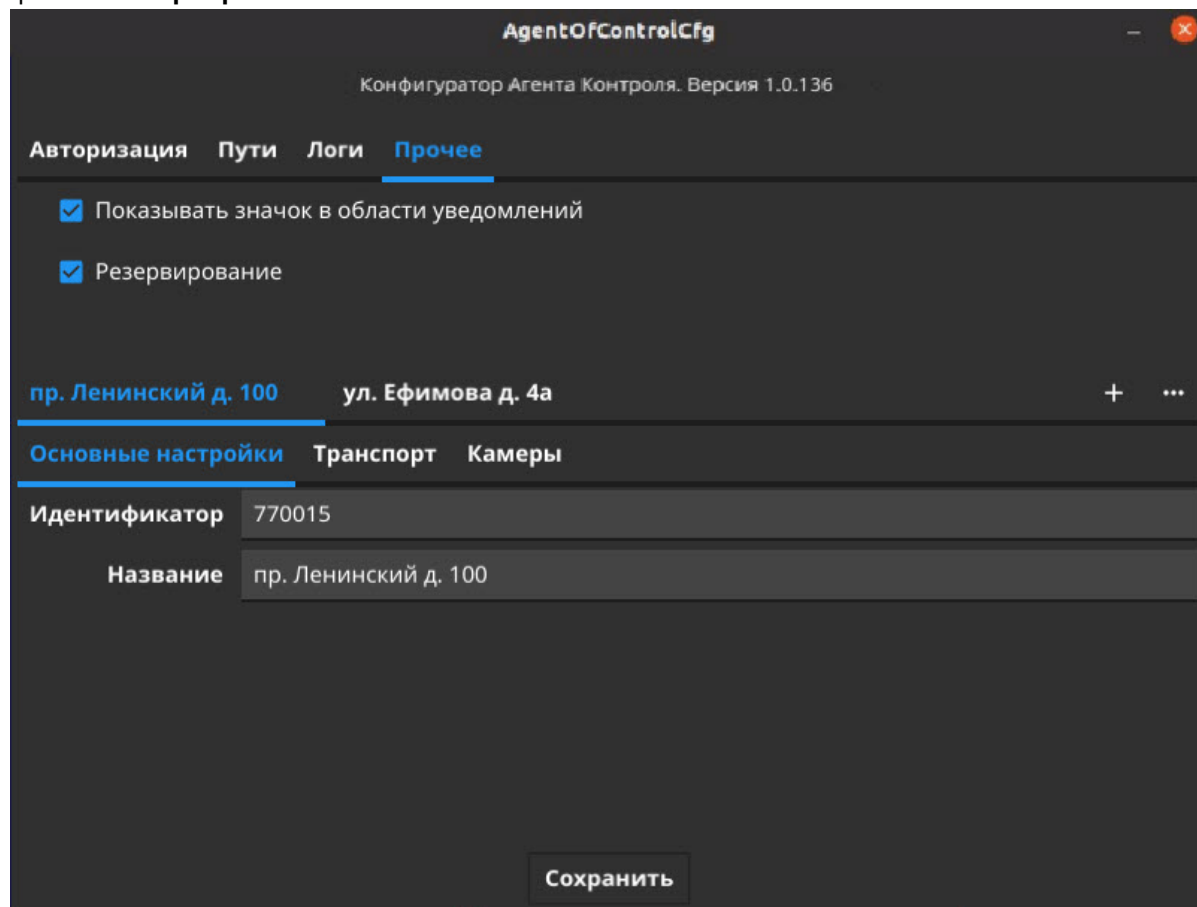 AgentOfControlCfg
Конфигуратор Агента Контроля. Версия 1.0.136
Авторизация Пути Логи Прочее
Показывать значок в области уведомлений
Резервирование
пр. Ленинский д. 100 ул. Ефимова д. 4а + ...
Основные настройки Транспорт Камеры
Идентификатор 770015
Название пр. Ленинский д. 100
Сохранить